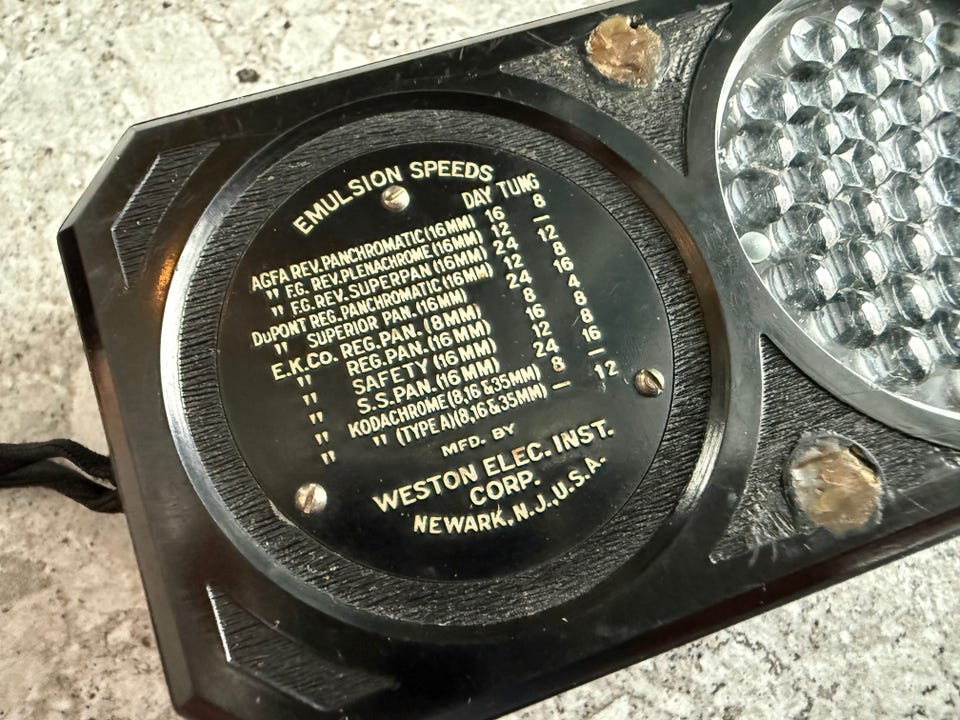 EMULSION SPEEDS
DAY TUNG
AGFA REV. PANCHROMATIC (16MM) 16 8
" F.G. REV. PLENACHROME (16MM) 12 —
" F.G. REV. SUPERPAN (16MM) 24 12
DUPONT REG. PANCHROMATIC (16MM) 12 8
" SUPERIOR PAN. (16MM) 24 16
E.K.CO. REG. PAN. (8MM) 8 4
" REG. PAN. (16MM) 16 8
" SAFETY (16MM) 12 8
" S.S. PAN. (16MM) 24 16
" KODACHROME (8,16 & 35MM) 8 —
" " (TYPE A) (8,16 & 35MM) — 12
MFD. BY
WESTON ELEC. INST.
CORP.
NEWARK, N.J., U.S.A.